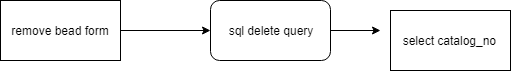 remove bead form
sql delete query
select catalog_no